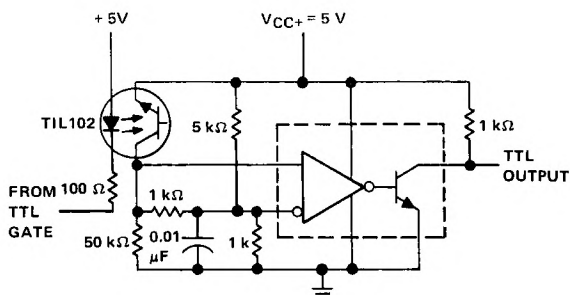 + 5V
VCC+ = 5 V
TIL102
5 kΩ
1 kΩ
TTL
OUTPUT
FROM
TTL
GATE
100 Ω
1 kΩ
50 kΩ
0.01
μF
1 k